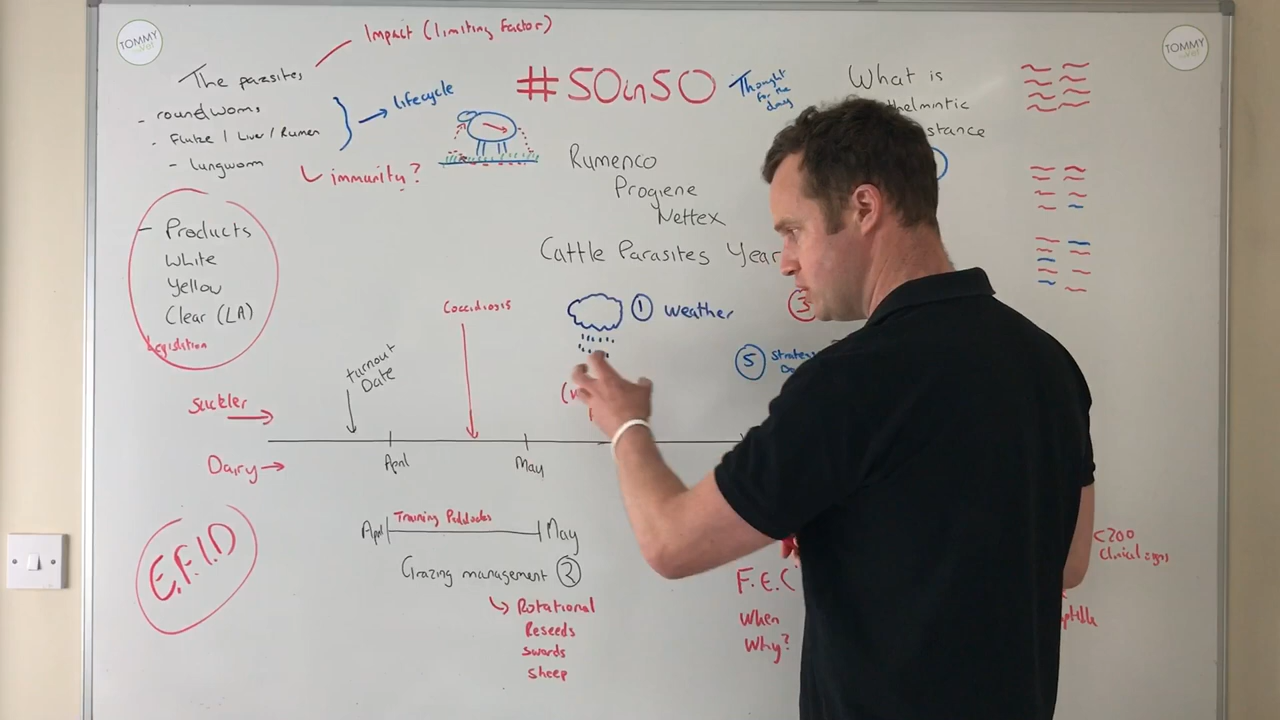 TOMMY
TOMMY
Impact (limiting factor)
The parasites
- roundworms
- Fluke / Liver / Rumen
- lungworm
lifecycle
immunity?
#50in50
Thought
for the
day
What is
Rumenco
Progiene
Nettex
Cattle Parasites Year
- Products
White
Yellow
Clear (LA)
Legislation
Coccidiosis
① Weather
③
⑤
turnout
Date
Suckler
Dairy
April
May
E.F.I.D
April
Training Paddocks
May
Grazing management ②
Rotational
Reseeds
Swards
Sheep
F.E.C
When
Why?
<200
Clinical signs